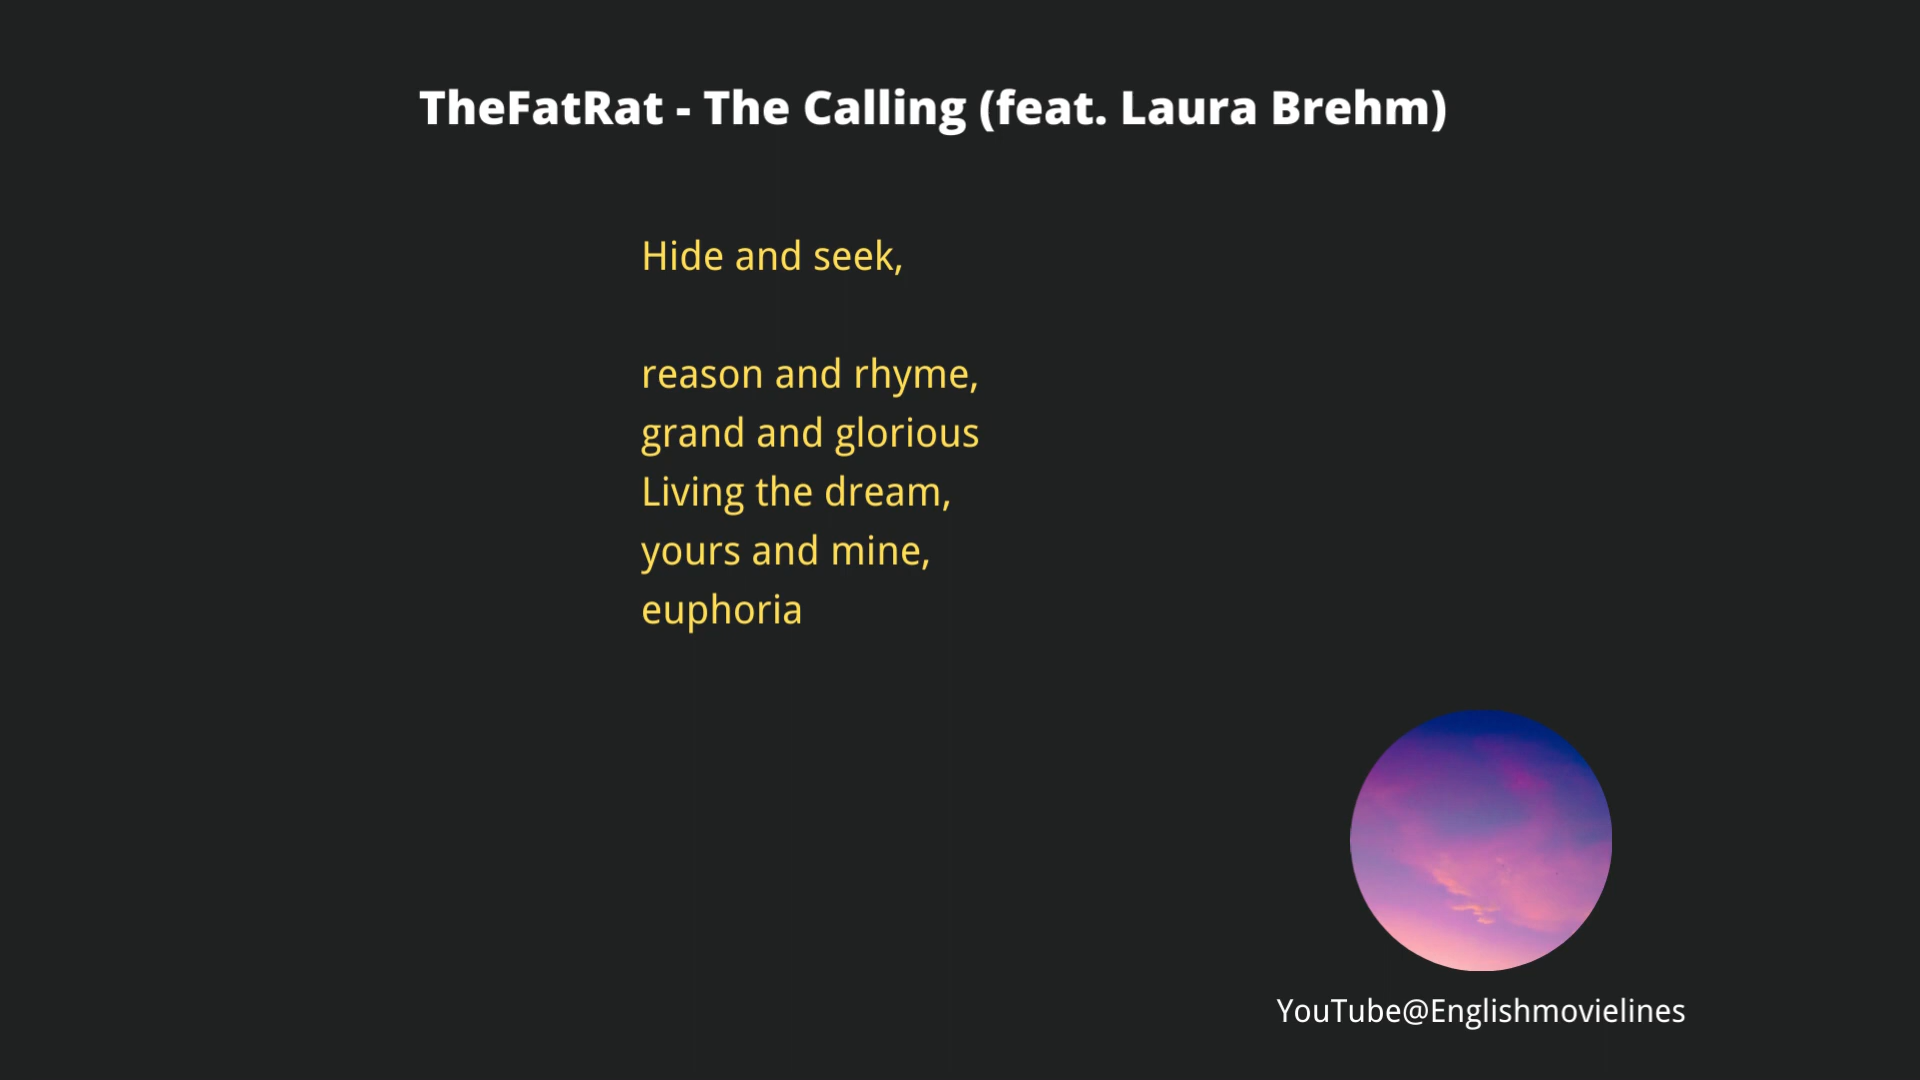 TheFatRat - The Calling (feat. Laura Brehm)
Hide and seek,
reason and rhyme,
grand and glorious
Living the dream,
yours and mine,
euphoria
YouTube@Englishmovielines